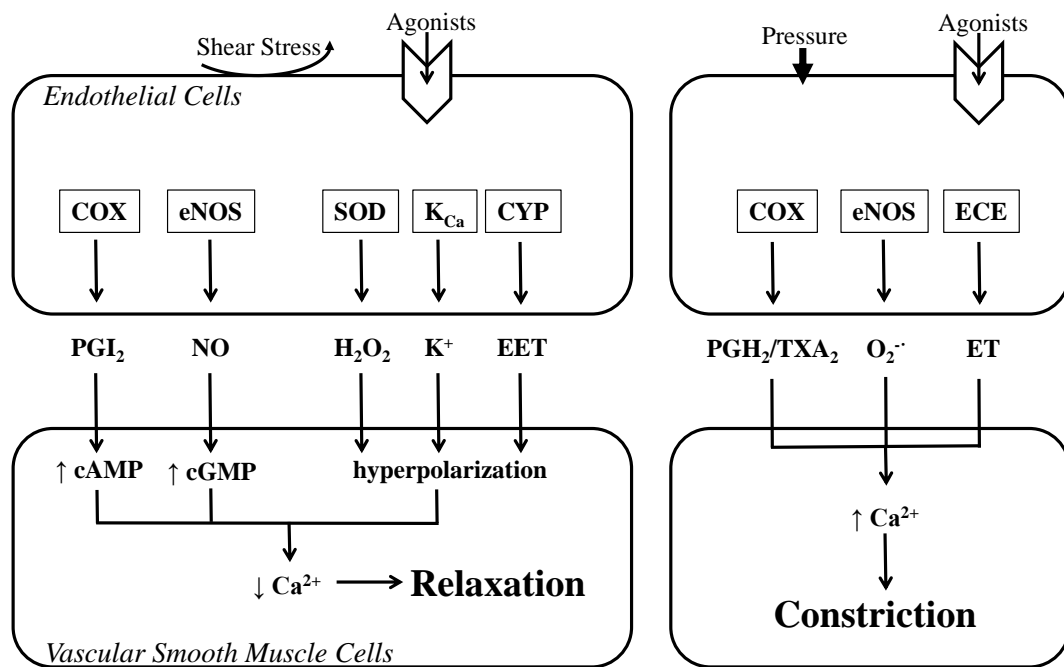 Agonists
Shear Stress
Endothelial Cells
COX eNOS SOD K_Ca CYP
PGI₂ NO H₂O₂ K⁺ EET
↑ cAMP ↑ cGMP hyperpolarization
↓ Ca²⁺ Relaxation
Vascular Smooth Muscle Cells
Agonists
Pressure
COX eNOS ECE
PGH₂/TXA₂ O₂⁻· ET
↑ Ca²⁺
Constriction